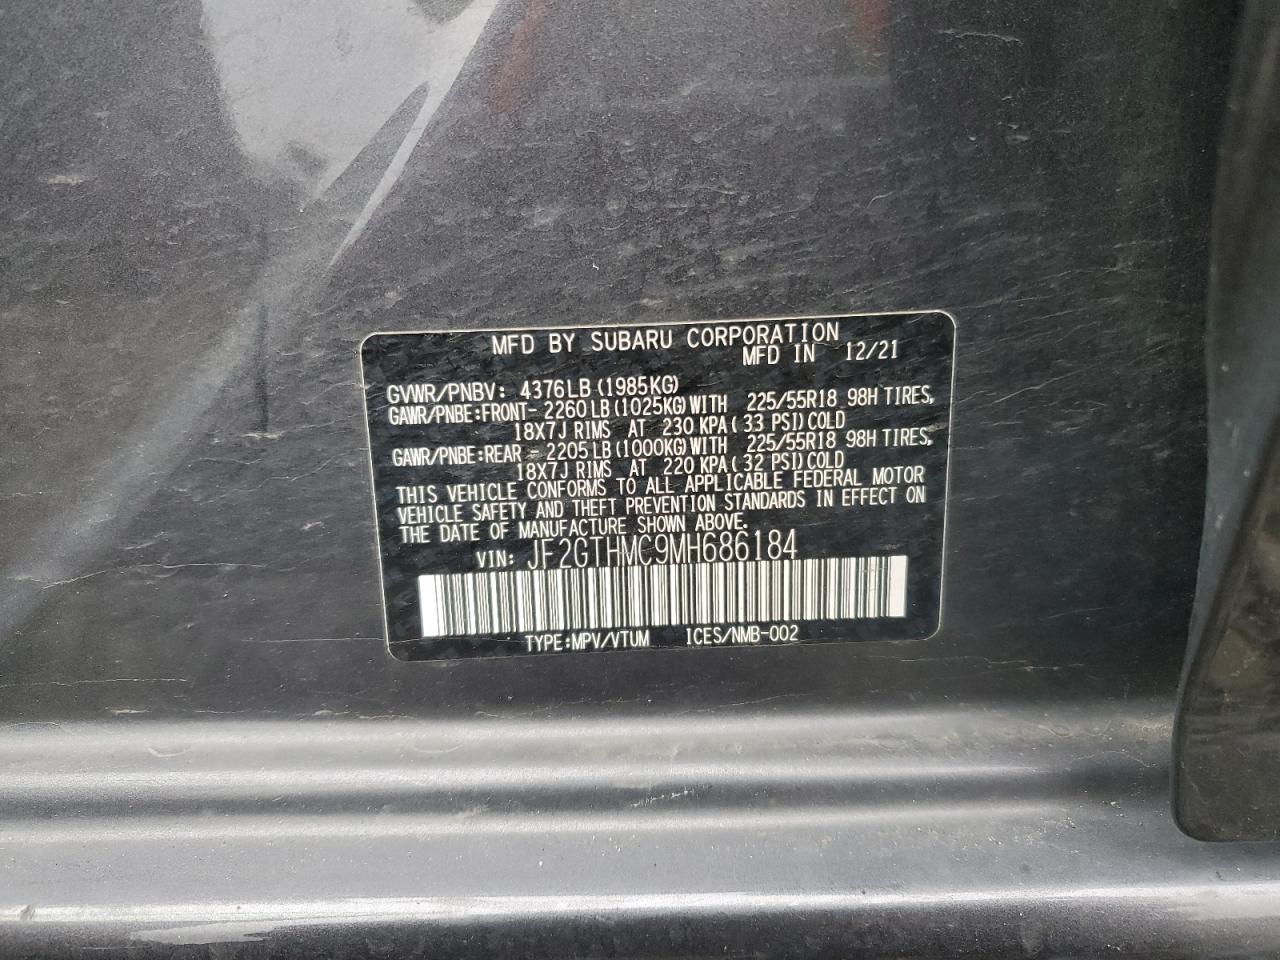 MFD BY SUBARU CORPORATION
MFD IN 12/21
GVWR/PNBV: 4376LB(1985KG)
GAWR/PNBE:FRONT- 2260LB(1025KG)WITH 225/55R18 98H TIRES,
18X7J RIMS AT 230 KPA( 33 PSI)COLD
GAWR/PNBE:REAR - 2205LB(1000KG)WITH 225/55R18 98H TIRES,
18X7J RIMS AT 220 KPA( 32 PSI)COLD
THIS VEHICLE CONFORMS TO ALL APPLICABLE FEDERAL MOTOR
VEHICLE SAFETY AND THEFT PREVENTION STANDARDS IN EFFECT ON
THE DATE OF MANUFACTURE SHOWN ABOVE.
VIN: JF2GTHMC9MH686184
TYPE:MPV/VTUM ICES/NMB-002